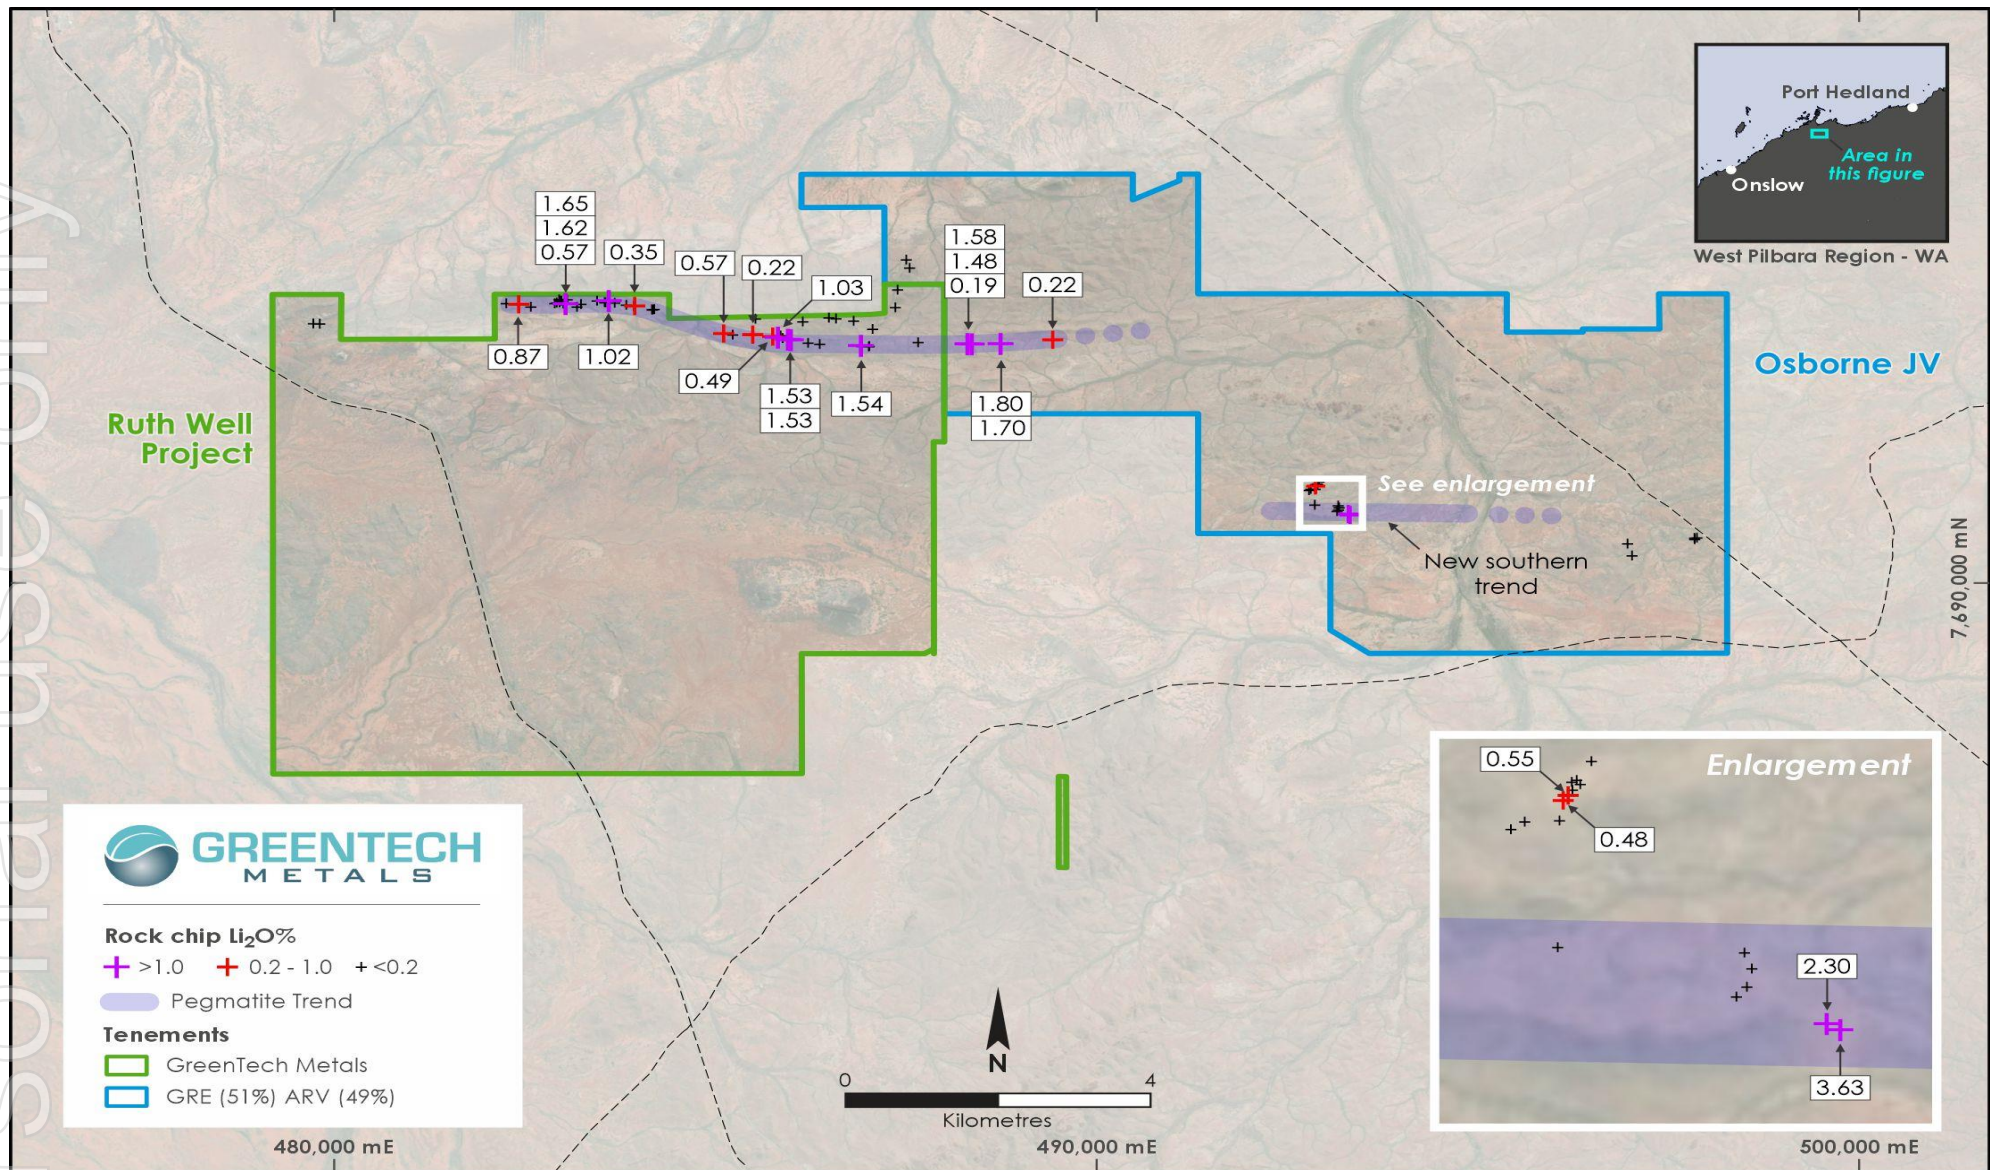 Port Hedland
Area in
this figure
Onslow
West Pilbara Region - WA
1.65
1.62
0.57
0.35
0.57
0.22
1.03
1.58
1.48
0.19
0.22
0.87
1.02
0.49
1.53
1.53
1.54
1.80
1.70
Osborne JV
Ruth Well
Project
See enlargement
New southern
trend
7,690,000 mN
Enlargement
0.55
0.48
2.30
3.63
GREENTECH
METALS
Rock chip Li₂O%
>1.0
0.2 - 1.0
<0.2
Pegmatite Trend
Tenements
GreenTech Metals
GRE (51%) ARV (49%)
N
0
4
Kilometres
480,000 mE
490,000 mE
500,000 mE